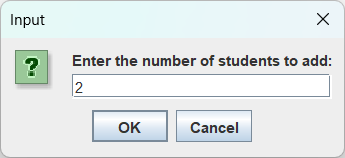 Input
Enter the number of students to add:
2
OK
Cancel